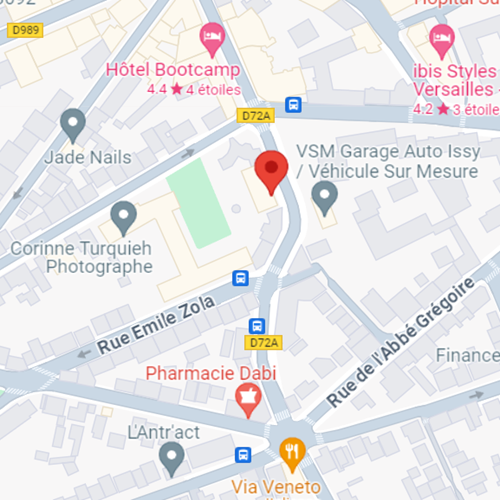 Hôpital Su
D989
Hôtel Bootcamp
4.4 ★ 4 étoiles
ibis Styles
Versailles -
4.2 ★ 3 étoile
D72A
Jade Nails
VSM Garage Auto Issy
/ Véhicule Sur Mesure
Corinne Turquieh
Photographe
Rue Emile Zola
D72A
Rue de l'Abbé Grégoire
Finance
Pharmacie Dabi
L'Antr'act
Via Veneto